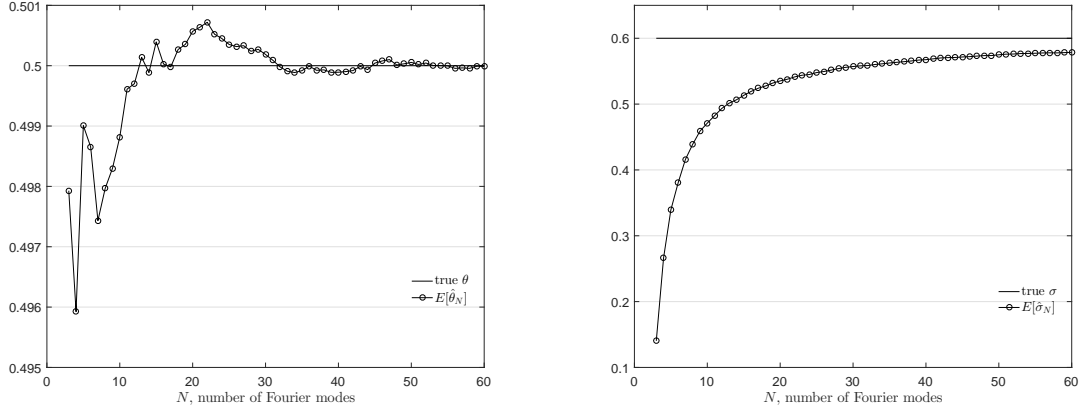 0.501
0.5
0.499
0.498
0.497
0.496
0.495
0 10 20 30 40 50 60
N, number of Fourier modes
true θ
E[θ̂_N]
0.6
0.5
0.4
0.3
0.2
0.1
0 10 20 30 40 50 60
N, number of Fourier modes
true σ
E[σ̂_N]